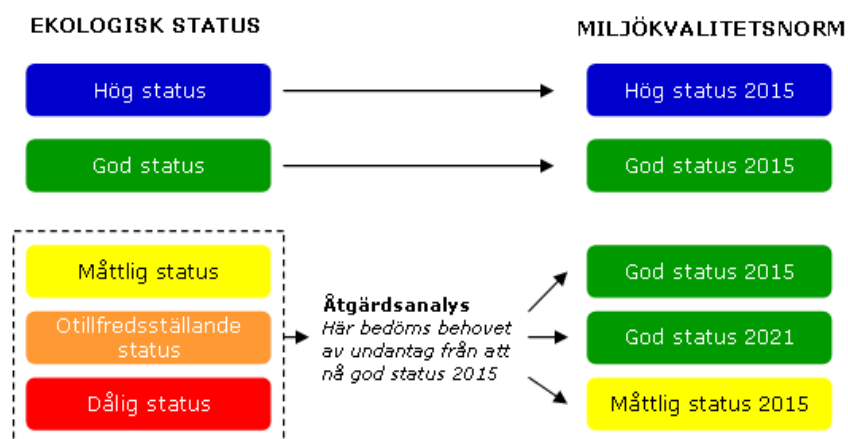 EKOLOGISK STATUS
MILJÖKVALITETSNORM
Hög status
Hög status 2015
God status
God status 2015
Måttlig status
Otillfredsställande
status
Dålig status
Åtgärdsanalys
Här bedöms behovet
av undantag från att
nå god status 2015
God status 2015
God status 2021
Måttlig status 2015